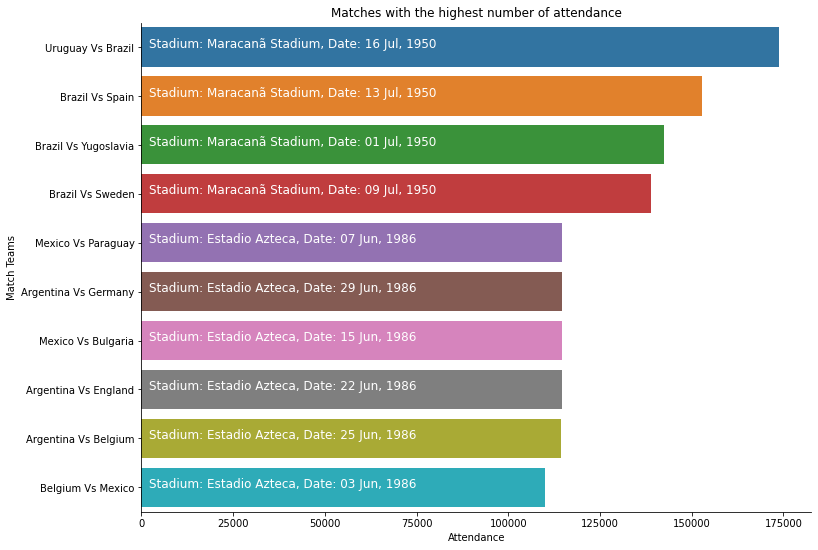 Matches with the highest number of attendance
Uruguay Vs Brazil
Stadium: Maracanã Stadium, Date: 16 Jul, 1950
Brazil Vs Spain
Stadium: Maracanã Stadium, Date: 13 Jul, 1950
Brazil Vs Yugoslavia
Stadium: Maracanã Stadium, Date: 01 Jul, 1950
Brazil Vs Sweden
Stadium: Maracanã Stadium, Date: 09 Jul, 1950
Mexico Vs Paraguay
Stadium: Estadio Azteca, Date: 07 Jun, 1986
Argentina Vs Germany
Stadium: Estadio Azteca, Date: 29 Jun, 1986
Mexico Vs Bulgaria
Stadium: Estadio Azteca, Date: 15 Jun, 1986
Argentina Vs England
Stadium: Estadio Azteca, Date: 22 Jun, 1986
Argentina Vs Belgium
Stadium: Estadio Azteca, Date: 25 Jun, 1986
Belgium Vs Mexico
Stadium: Estadio Azteca, Date: 03 Jun, 1986
Match Teams
0 25000 50000 75000 100000 125000 150000 175000
Attendance